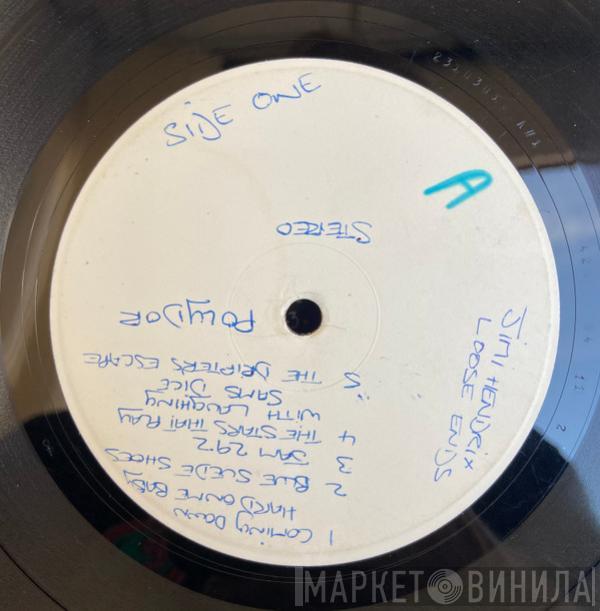 SIDE ONE
A
STEREO
JIMI HENDRIX
LOOSE ENDS
POLYDOR
1 COMING DOWN
HARD ON ME BABY
2 BLUE SUEDE SHOES
3 JAM 292
4 THE STARS THAT PLAY
WITH LAUGHING
SAMS DICE
5 THE DRIFTER'S ESCAPE
МАРКЕТ ВИНИЛА